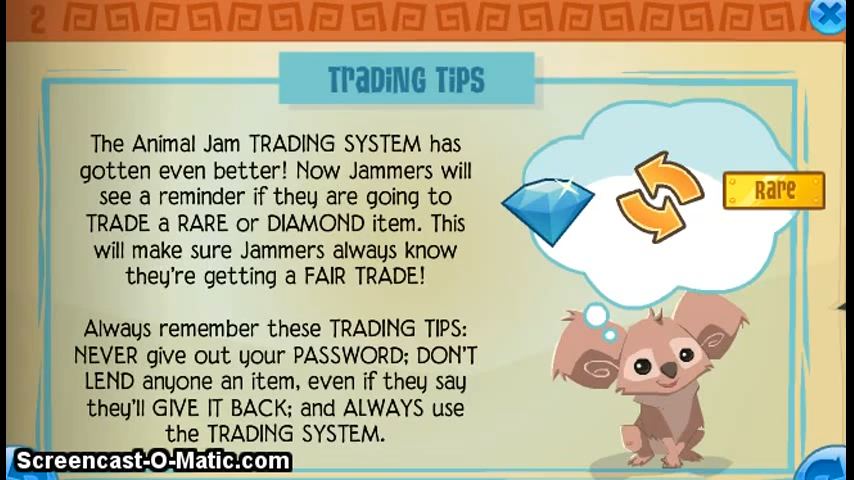 2
TRADING TIPS
The Animal Jam TRADING SYSTEM has
gotten even better! Now Jammers will
see a reminder if they are going to
TRADE a RARE or DIAMOND item. This
will make sure Jammers always know
they're getting a FAIR TRADE!
RARE
Always remember these TRADING TIPS:
NEVER give out your PASSWORD; DON'T
LEND anyone an item, even if they say
they'll GIVE IT BACK; and ALWAYS use
the TRADING SYSTEM.
Screencast-O-Matic.com